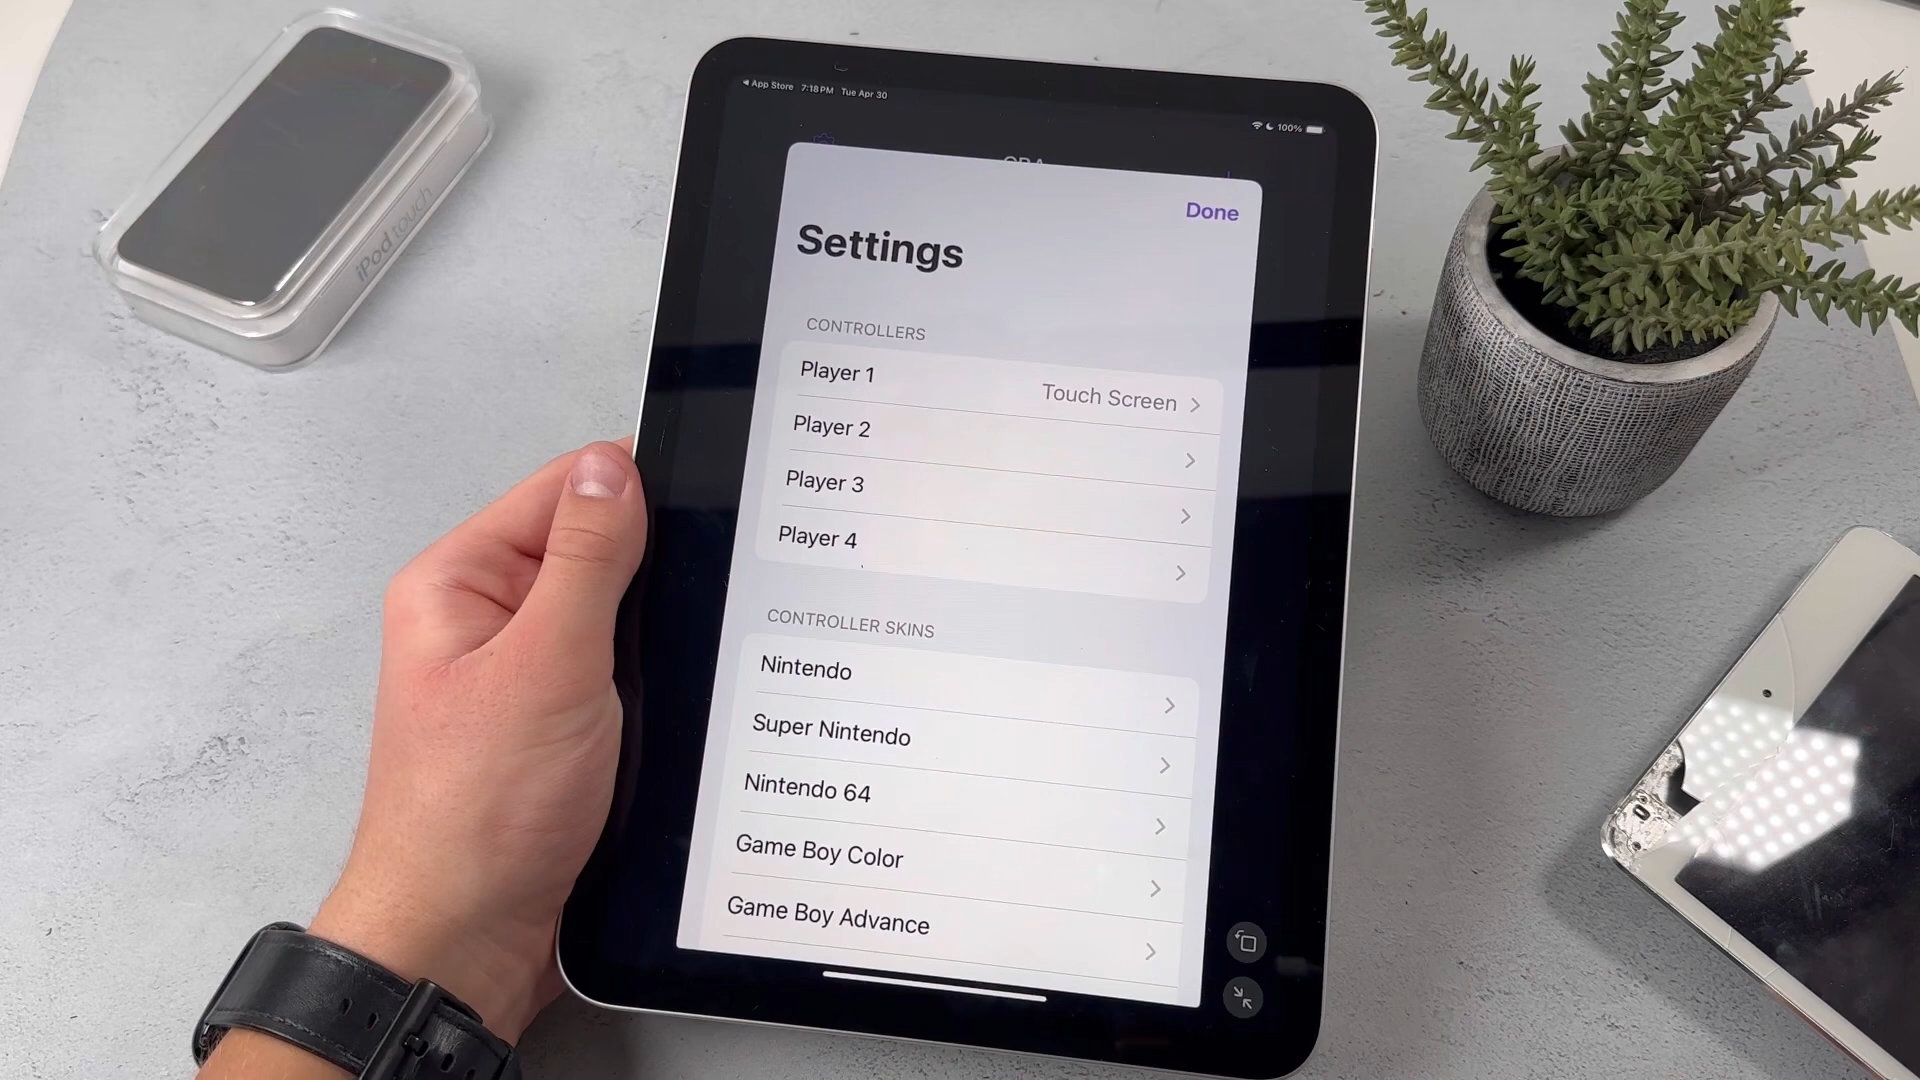 App Store 7:18 PM Tue Apr 30
100%
GBA
Done
Settings
CONTROLLERS
Player 1 Touch Screen
Player 2
Player 3
Player 4
CONTROLLER SKINS
Nintendo
Super Nintendo
Nintendo 64
Game Boy Color
Game Boy Advance
iPod touch